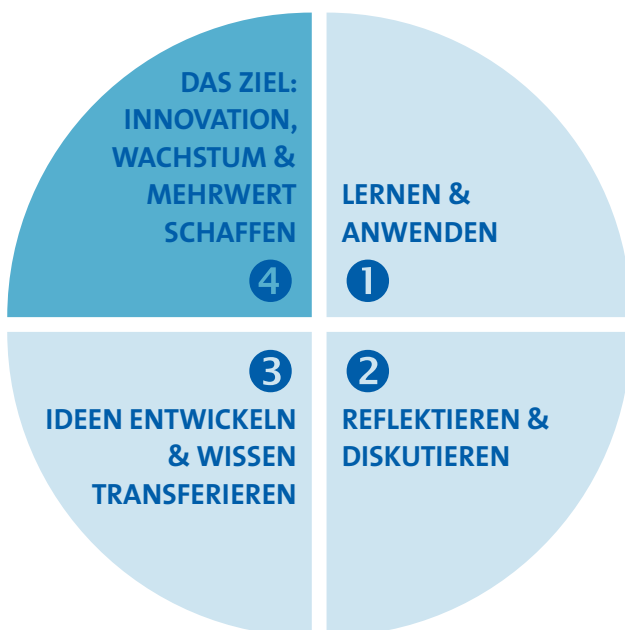 DAS ZIEL:
INNOVATION,
WACHSTUM &
MEHRWERT
SCHAFFEN
4
LERNEN &
ANWENDEN
1
3
IDEEN ENTWICKELN
& WISSEN
TRANSFERIEREN
2
REFLEKTIEREN &
DISKUTIEREN